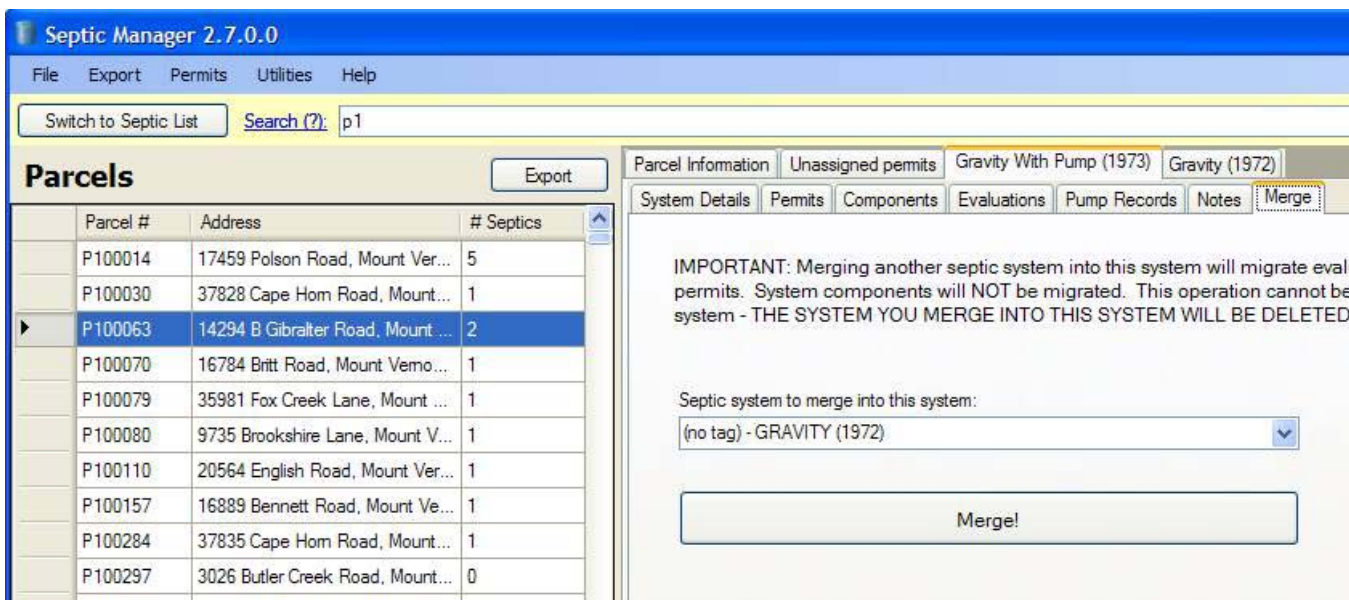 Septic Manager 2.7.0.0
File Export Permits Utilities Help
Switch to Septic List Search (?): p1
Parcels Export
Parcel # Address # Septics
P100014 17459 Polson Road, Mount Ver... 5
P100030 37828 Cape Horn Road, Mount... 1
P100063 14294 B Gibralter Road, Mount ... 2
P100070 16784 Britt Road, Mount Verno... 1
P100079 35981 Fox Creek Lane, Mount ... 1
P100080 9735 Brookshire Lane, Mount V... 1
P100110 20564 English Road, Mount Ver... 1
P100157 16889 Bennett Road, Mount Ve... 1
P100284 37835 Cape Horn Road, Mount... 1
P100297 3026 Butler Creek Road, Mount... 0
Parcel Information Unassigned permits Gravity With Pump (1973) Gravity (1972)
System Details Permits Components Evaluations Pump Records Notes Merge
IMPORTANT: Merging another septic system into this system will migrate eval
permits. System components will NOT be migrated. This operation cannot be
system - THE SYSTEM YOU MERGE INTO THIS SYSTEM WILL BE DELETED
Septic system to merge into this system:
(no tag) - GRAVITY (1972)
Merge!